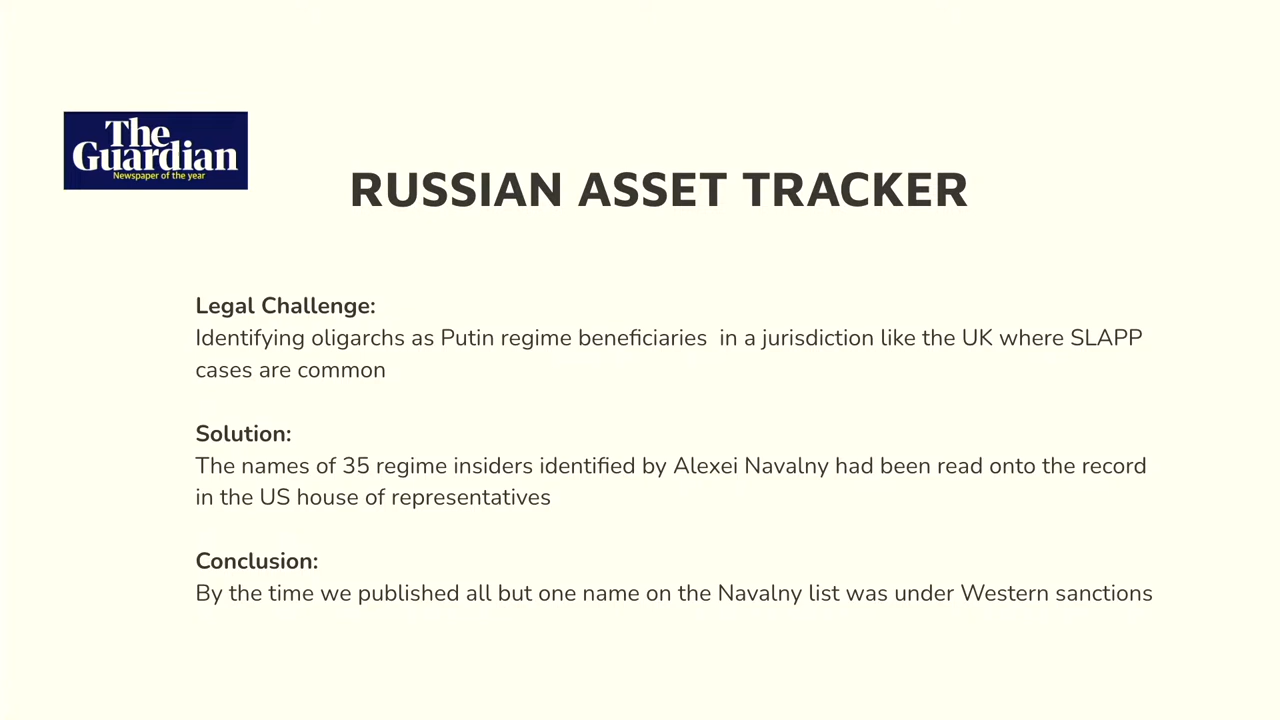 The
Guardian
Newspaper of the year
RUSSIAN ASSET TRACKER
Legal Challenge:
Identifying oligarchs as Putin regime beneficiaries  in a jurisdiction like the UK where SLAPP
cases are common
Solution:
The names of 35 regime insiders identified by Alexei Navalny had been read onto the record
in the US house of representatives
Conclusion:
By the time we published all but one name on the Navalny list was under Western sanctions